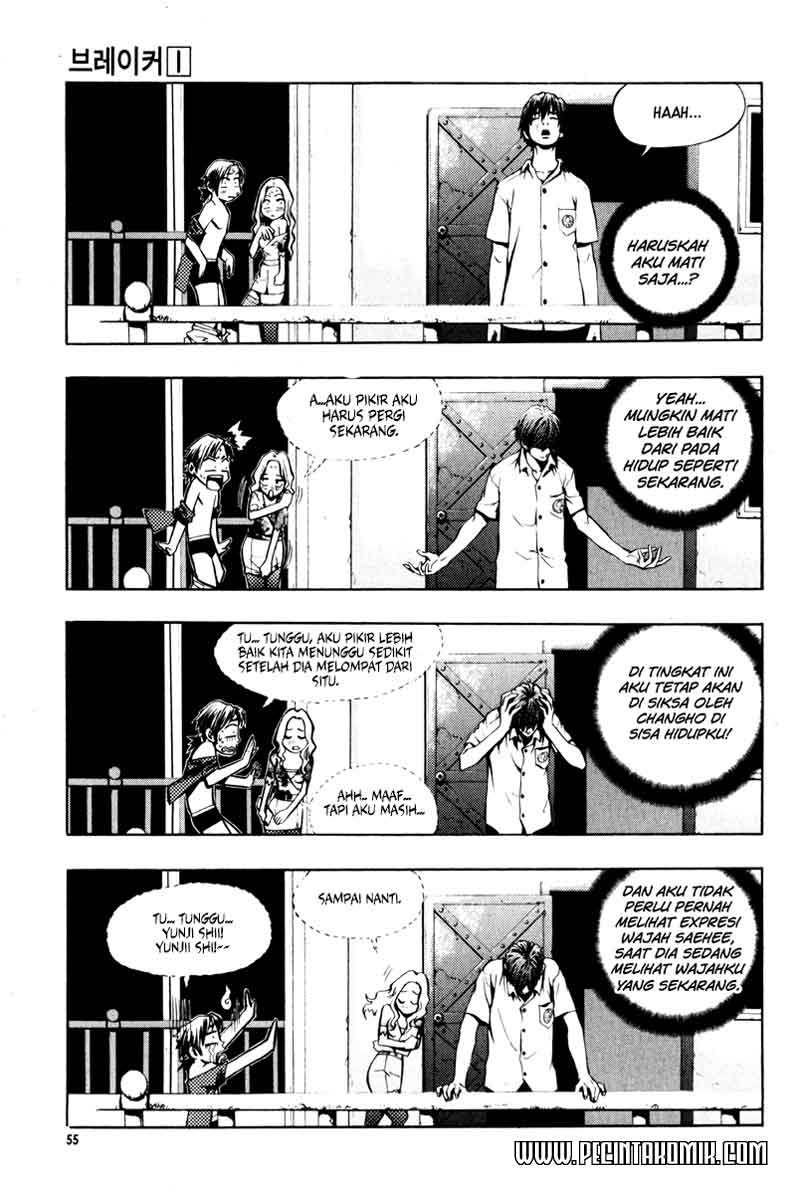 브레이커 I
HAAH...
HARUSKAH
AKU MATI
SAJA...?
A...AKU PIKIR AKU
HARUS PERGI
SEKARANG.
YEAH...
MUNGKIN MATI
LEBIH BAIK
DARI PADA
HIDUP SEPERTI
SEKARANG.
TU... TUNGGU, AKU PIKIR LEBIH
BAIK KITA MENUNGGU SEDIKIT
SETELAH DIA MELOMPAT DARI
SITU.
AHH.. MAAF...
TAPI AKU MASIH...
DI TINGKAT INI
AKU TETAP AKAN
DI SIKSA OLEH
CHANGHO DI
SISA HIDUPKU!
TU... TUNGGU...
YUNJI SHII!
YUNJII SHI!~~
SAMPAI NANTI.
DAN AKU TIDAK
PERLU PERNAH
MELIHAT EXPRESI
WAJAH SAEHEE,
SAAT DIA SEDANG
MELIHAT WAJAHKU
YANG SEKARANG.
55
WWW.PECINTAKOMIK.COM